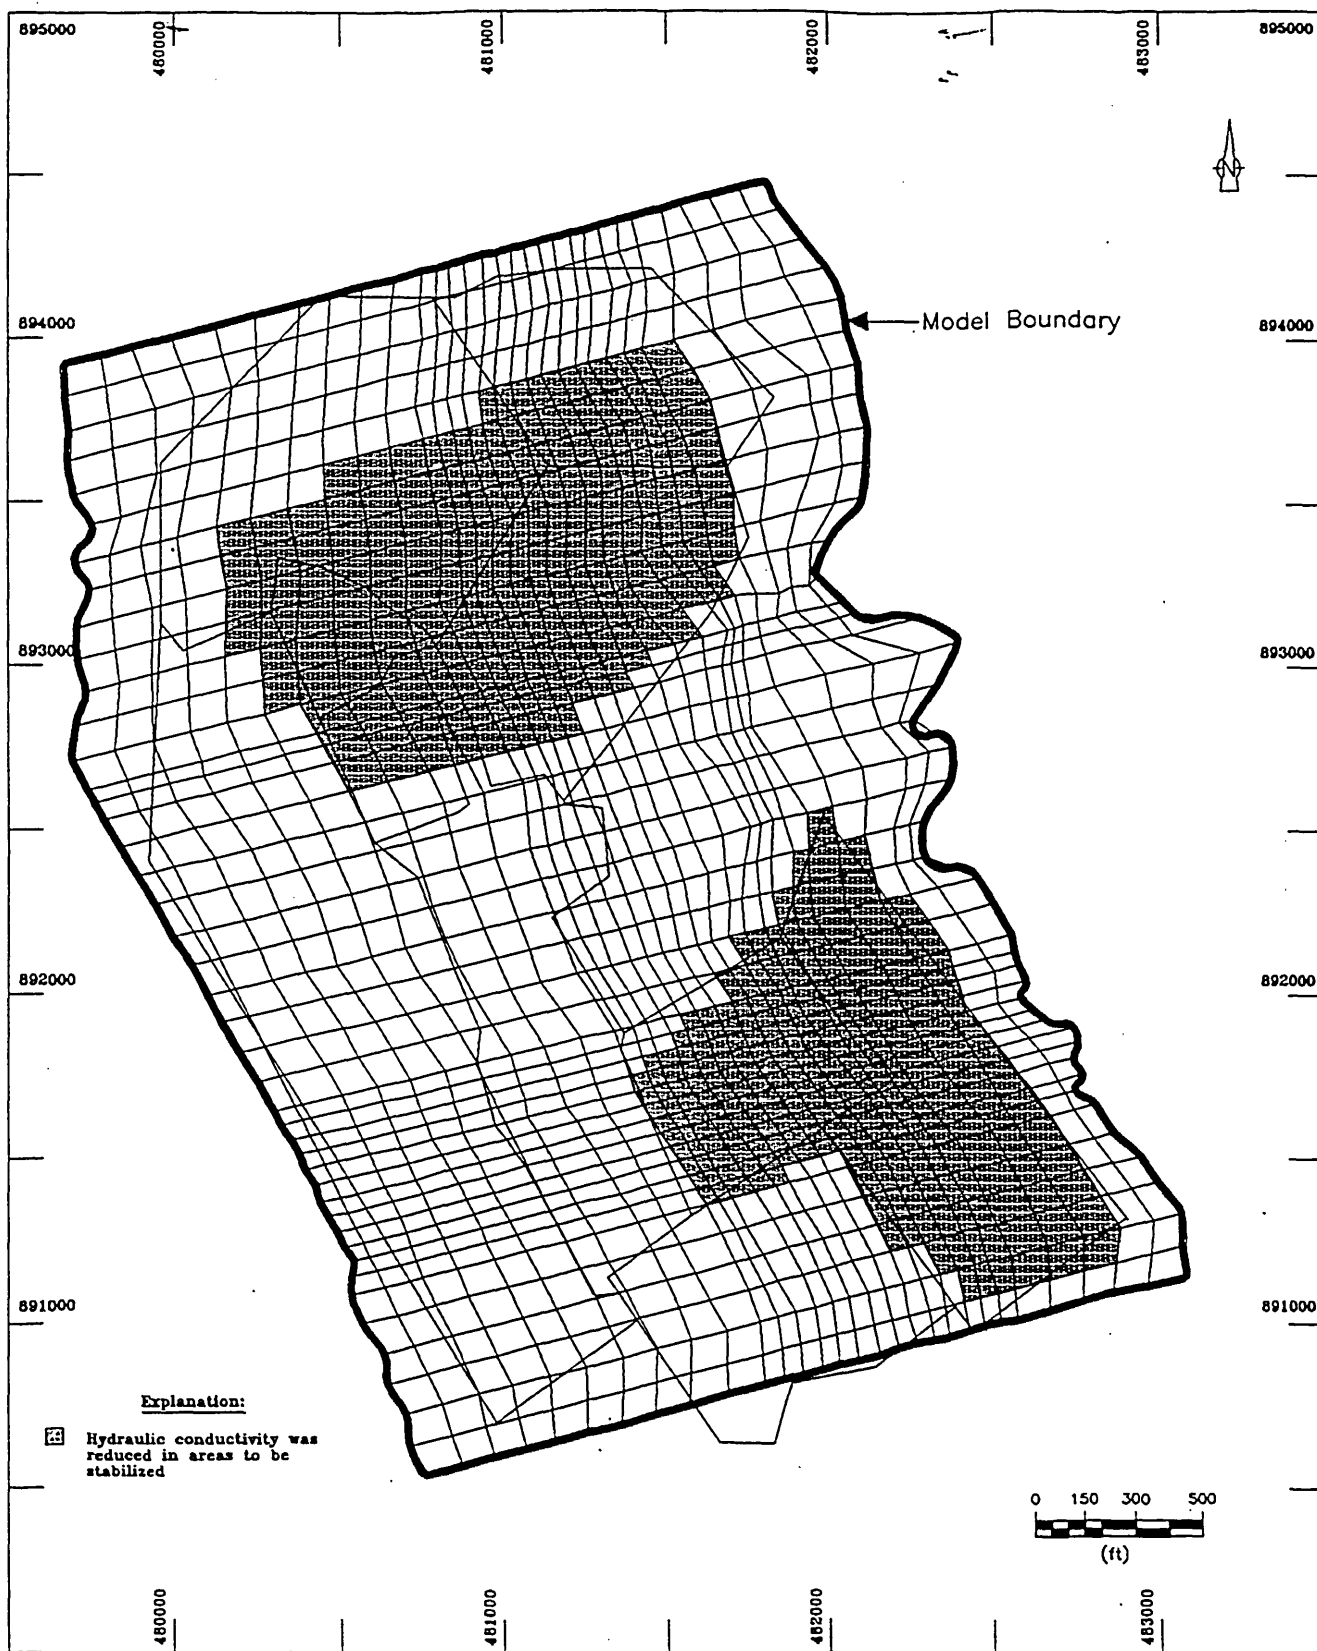 895000 480000 481000 482000 483000 895000
N
894000 894000
Model Boundary
893000 893000
892000 892000
891000 891000
Explanation:
Hydraulic conductivity was
reduced in areas to be
stabilized
0 150 300 500
(ft)
480000 481000 482000 483000